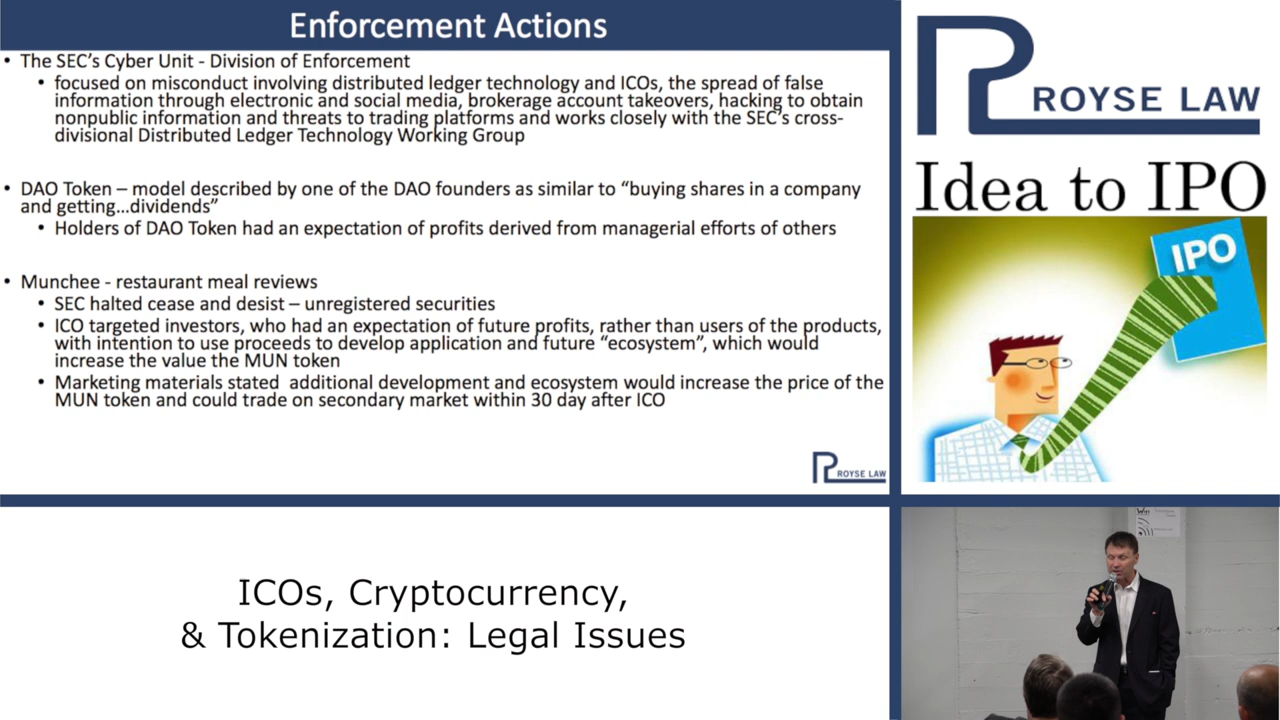 Enforcement Actions
• The SEC's Cyber Unit - Division of Enforcement
• focused on misconduct involving distributed ledger technology and ICOs, the spread of false
information through electronic and social media, brokerage account takeovers, hacking to obtain
nonpublic information and threats to trading platforms and works closely with the SEC's cross-
divisional Distributed Ledger Technology Working Group
• DAO Token – model described by one of the DAO founders as similar to “buying shares in a company
and getting…dividends”
• Holders of DAO Token had an expectation of profits derived from managerial efforts of others
• Munchee - restaurant meal reviews
• SEC halted cease and desist – unregistered securities
• ICO targeted investors, who had an expectation of future profits, rather than users of the products,
with intention to use proceeds to develop application and future “ecosystem”, which would
increase the value the MUN token
• Marketing materials stated additional development and ecosystem would increase the price of the
MUN token and could trade on secondary market within 30 day after ICO
ROYSE LAW
ROYSE LAW
Idea to IPO
IPO
ICOs, Cryptocurrency,
& Tokenization: Legal Issues